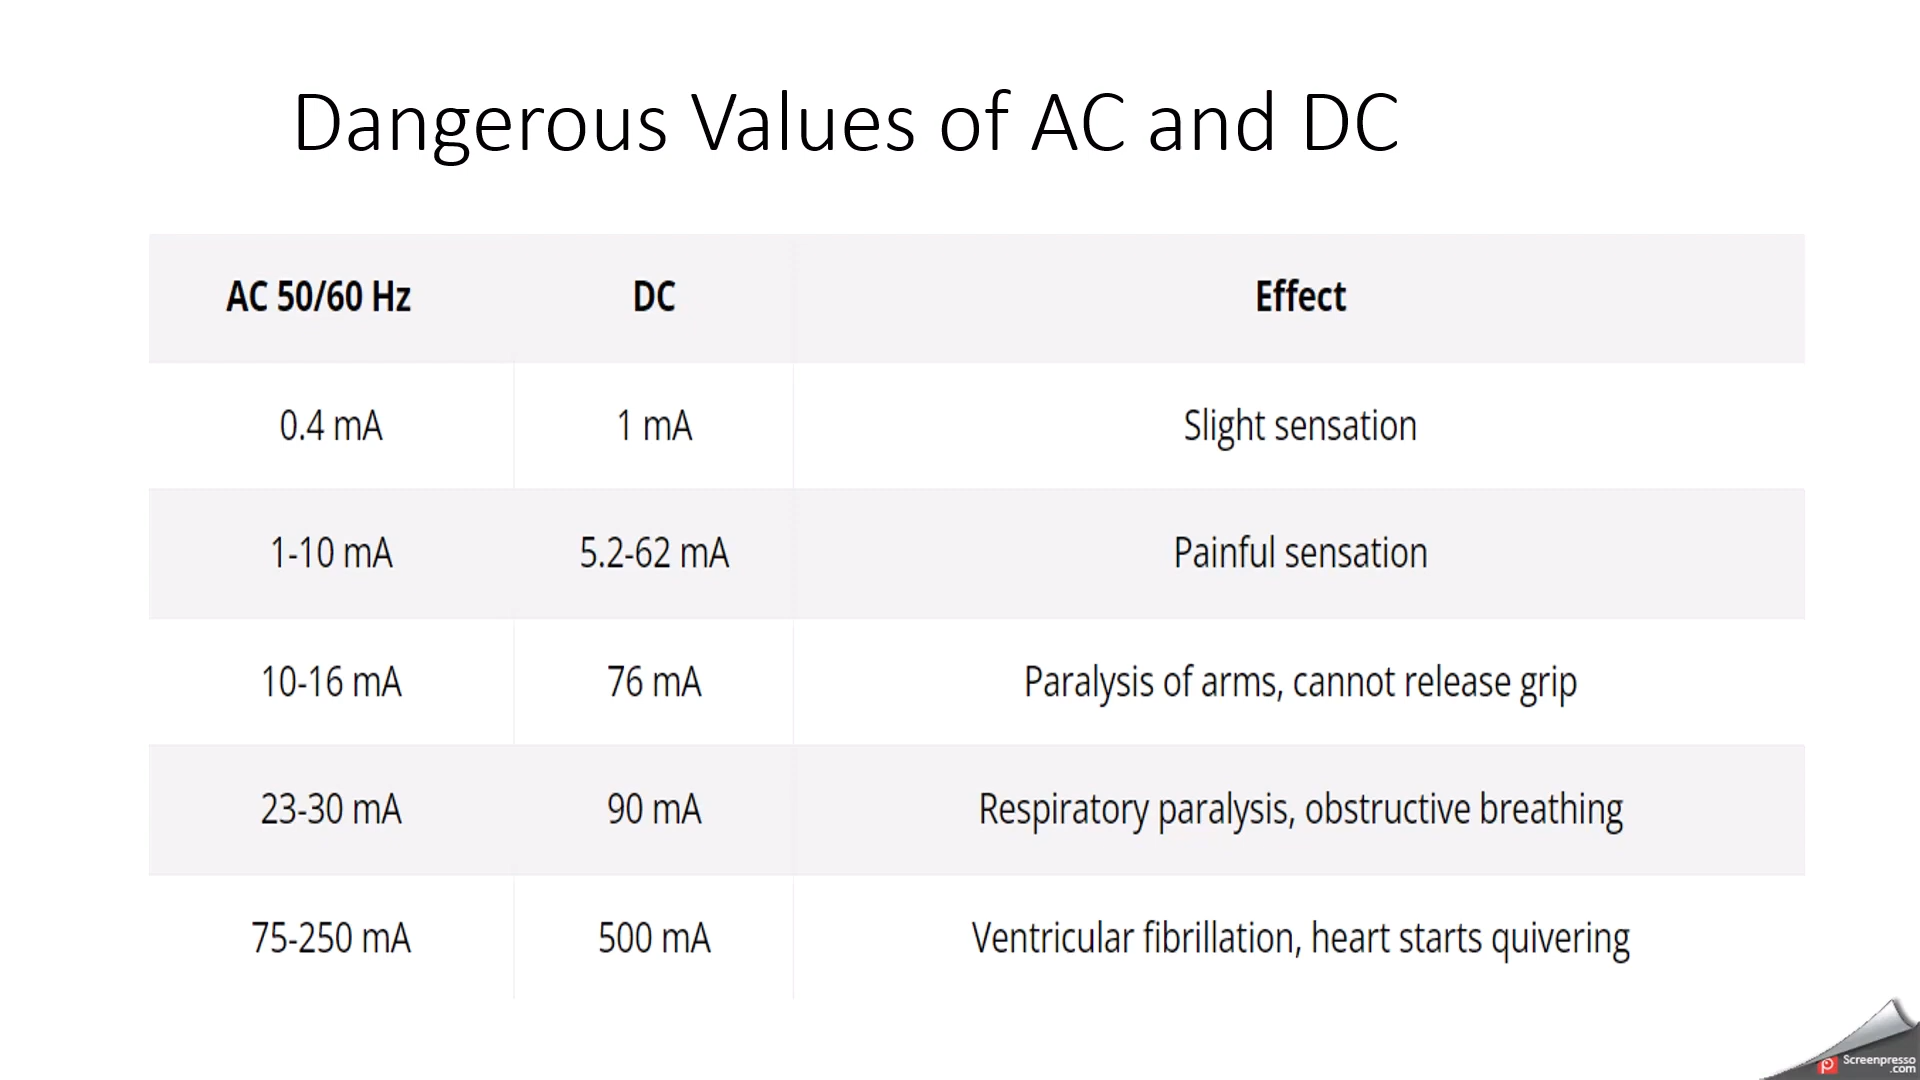 Dangerous Values of AC and DC
AC 50/60 Hz DC Effect
0.4 mA 1 mA Slight sensation
1-10 mA 5.2-62 mA Painful sensation
10-16 mA 76 mA Paralysis of arms, cannot release grip
23-30 mA 90 mA Respiratory paralysis, obstructive breathing
75-250 mA 500 mA Ventricular fibrillation, heart starts quivering
Screenpresso
.com